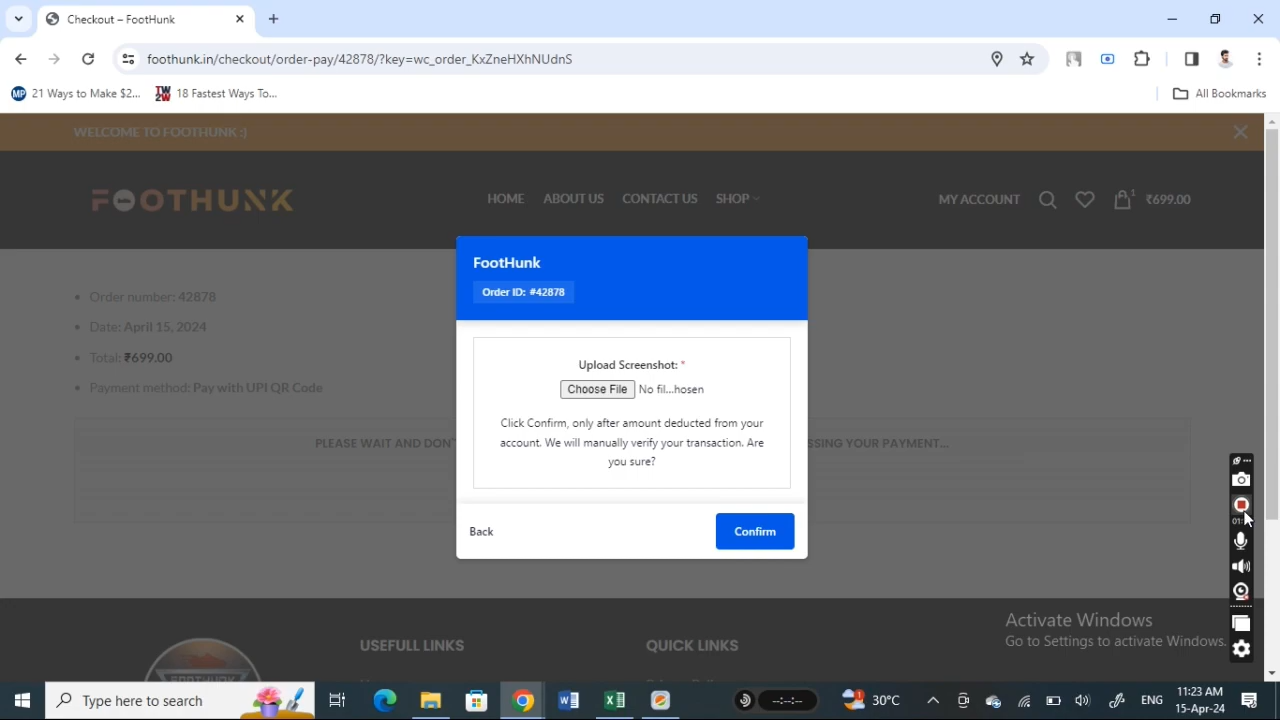 Checkout – FootHunk
foothunk.in/checkout/order-pay/42878/?key=wc_order_KxZneHXhNUdnS
MP 21 Ways to Make $2... 18 Fastest Ways To... All Bookmarks
WELCOME TO FOOTHUNK :)
FOOTHUNK HOME ABOUT US CONTACT US SHOP MY ACCOUNT 1 ₹699.00
FootHunk
Order ID: #42878
Order number: 42878
Date: April 15, 2024
Total: ₹699.00
Payment method: Pay with UPI QR Code
Upload Screenshot: *
Choose File No fil...hosen
Click Confirm, only after amount deducted from your
account. We will manually verify your transaction. Are
you sure?
PLEASE WAIT AND DON'T SSING YOUR PAYMENT...
Back Confirm
01:
Activate Windows
Go to Settings to activate Windows.
USEFULL LINKS QUICK LINKS
FOOTHUNK
Type here to search --:--:-- 30°C ENG 11:23 AM
15-Apr-24